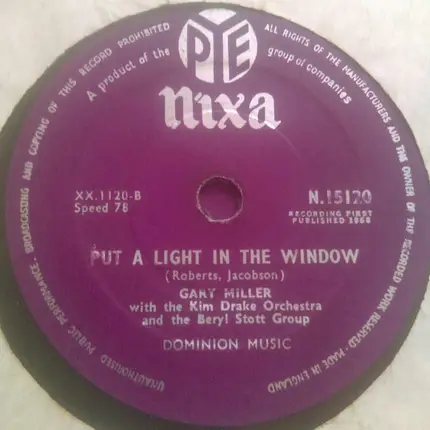 UNAUTHORISED PUBLIC PERFORMANCE, BROADCASTING AND COPYING OF THIS RECORD PROHIBITED
ALL RIGHTS OF THE MANUFACTURERS AND THE OWNER OF THE RECORDED WORK RESERVED - MADE IN ENGLAND
A product of the
PYE
group of companies
nixa
XX.1120-B
Speed 78
N.15120
RECORDING FIRST
PUBLISHED
PUT A LIGHT IN THE WINDOW
(Roberts, Jacobson)
GARY MILLER
with the Kim Drake Orchestra
and the Beryl Stott Group
DOMINION MUSIC